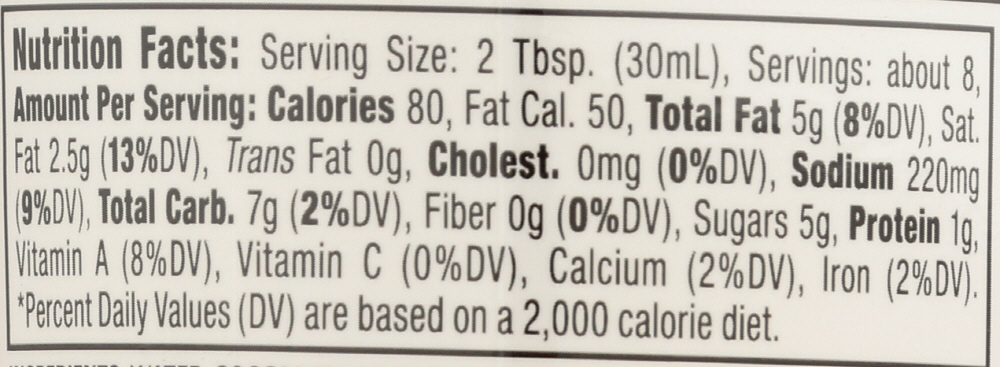 Nutrition Facts: Serving Size: 2 Tbsp. (30mL), Servings: about 8,
Amount Per Serving: Calories 80, Fat Cal. 50, Total Fat 5g (8%DV), Sat.
Fat 2.5g (13%DV), Trans Fat 0g, Cholest. 0mg (0%DV), Sodium 220mg
(9%DV), Total Carb. 7g (2%DV), Fiber 0g (0%DV), Sugars 5g, Protein 1g,
Vitamin A (8%DV), Vitamin C (0%DV), Calcium (2%DV), Iron (2%DV).
*Percent Daily Values (DV) are based on a 2,000 calorie diet.